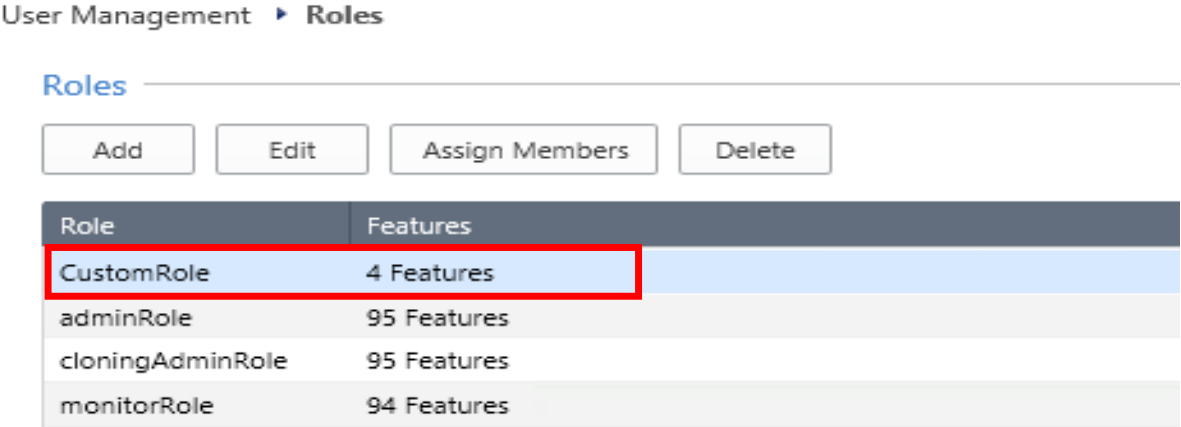 User Management ▸ Roles
Roles
Add Edit Assign Members Delete
Role Features
CustomRole 4 Features
adminRole 95 Features
cloningAdminRole 95 Features
monitorRole 94 Features